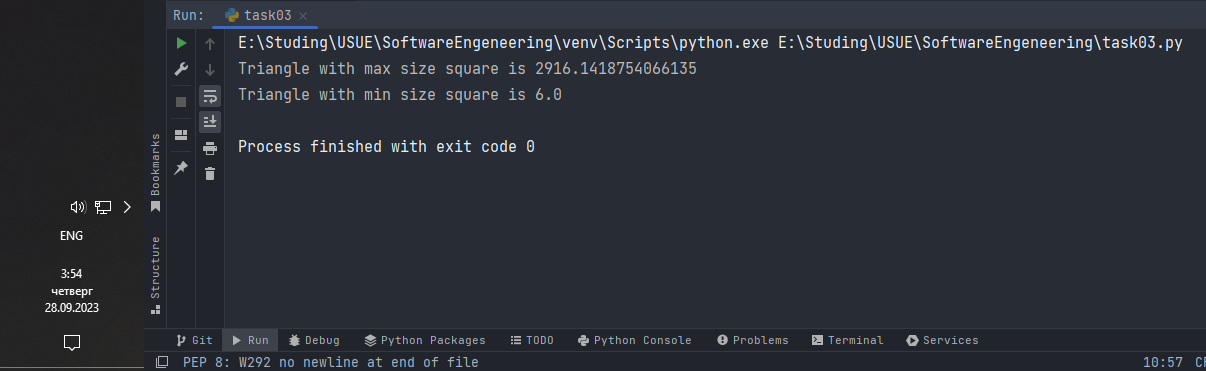 Run: task03
E:\Studing\USUE\SoftwareEngeneering\venv\Scripts\python.exe E:\Studing\USUE\SoftwareEngeneering\task03.py
Triangle with max size square is 2916.1418754066135
Triangle with min size square is 6.0
Process finished with exit code 0
Bookmarks
Structure
ENG
3:54
четверг
28.09.2023
Git Run Debug Python Packages TODO Python Console Problems Terminal Services
PEP 8: W292 no newline at end of file 10:57